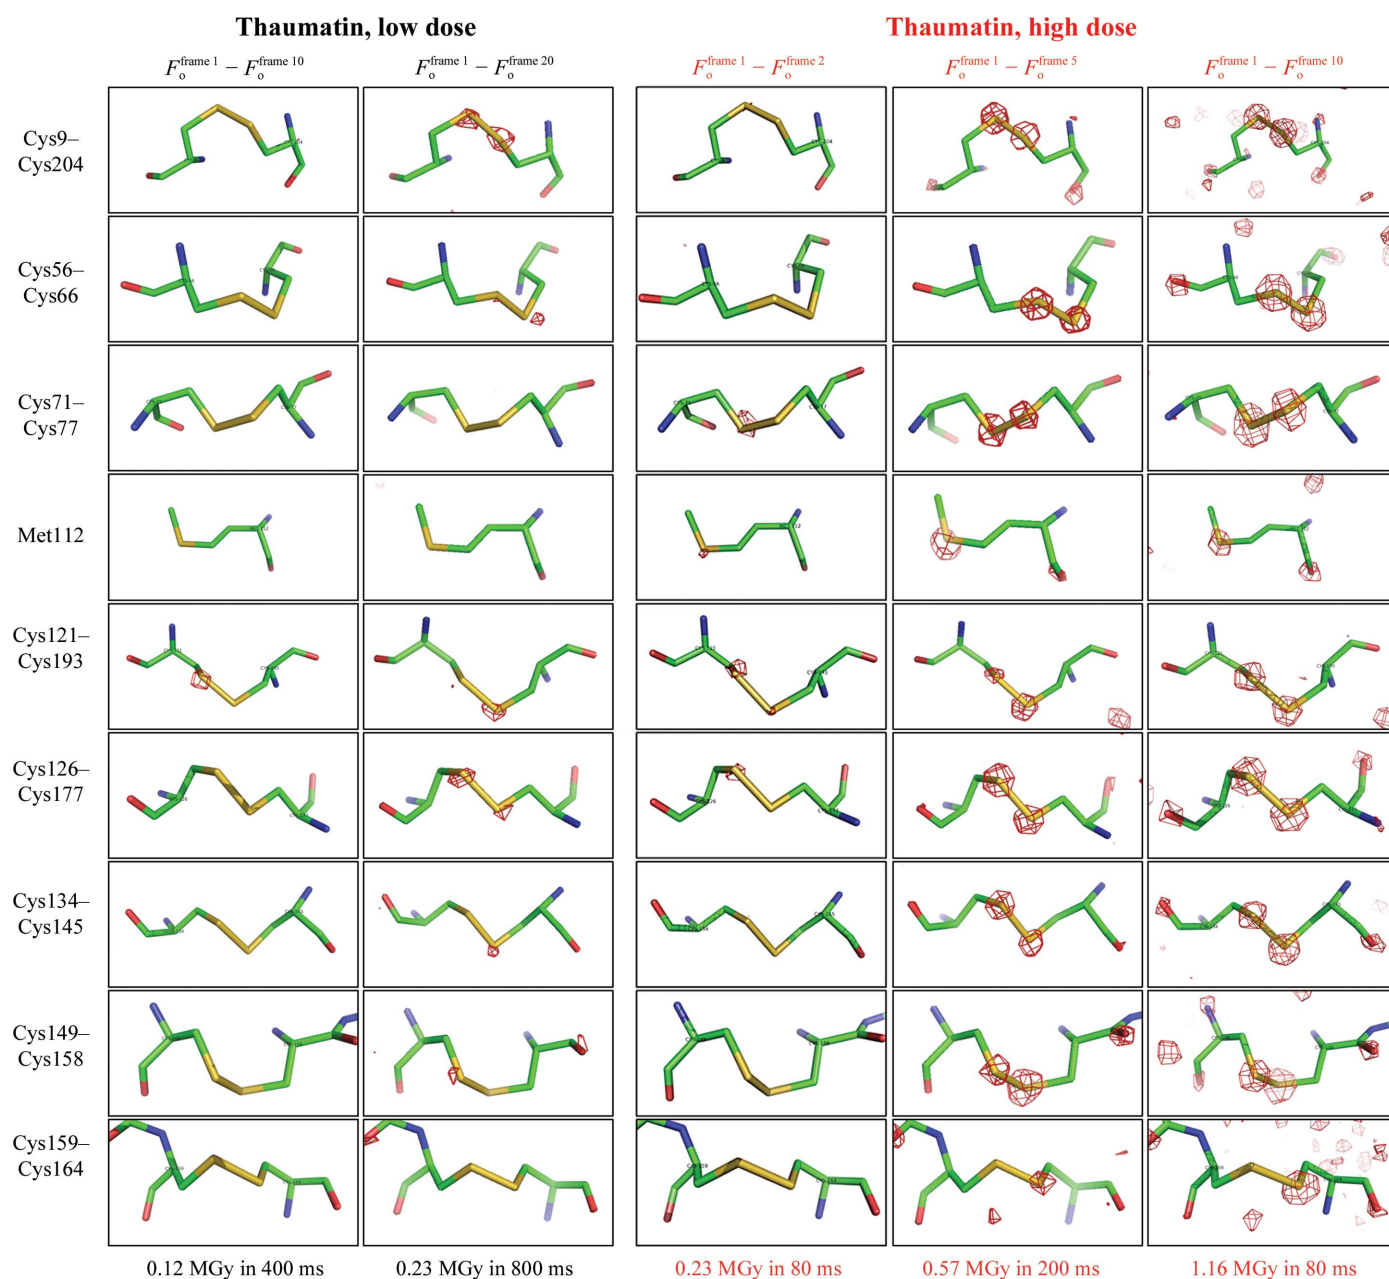 Thaumatin, low dose
Thaumatin, high dose
F_o^{frame 1} − F_o^{frame 10}
F_o^{frame 1} − F_o^{frame 20}
F_o^{frame 1} − F_o^{frame 2}
F_o^{frame 1} − F_o^{frame 5}
F_o^{frame 1} − F_o^{frame 10}
Cys9–
Cys204
Cys56–
Cys66
Cys71–
Cys77
Met112
Cys121–
Cys193
Cys126–
Cys177
Cys134–
Cys145
Cys149–
Cys158
Cys159–
Cys164
0.12 MGy in 400 ms
0.23 MGy in 800 ms
0.23 MGy in 80 ms
0.57 MGy in 200 ms
1.16 MGy in 80 ms